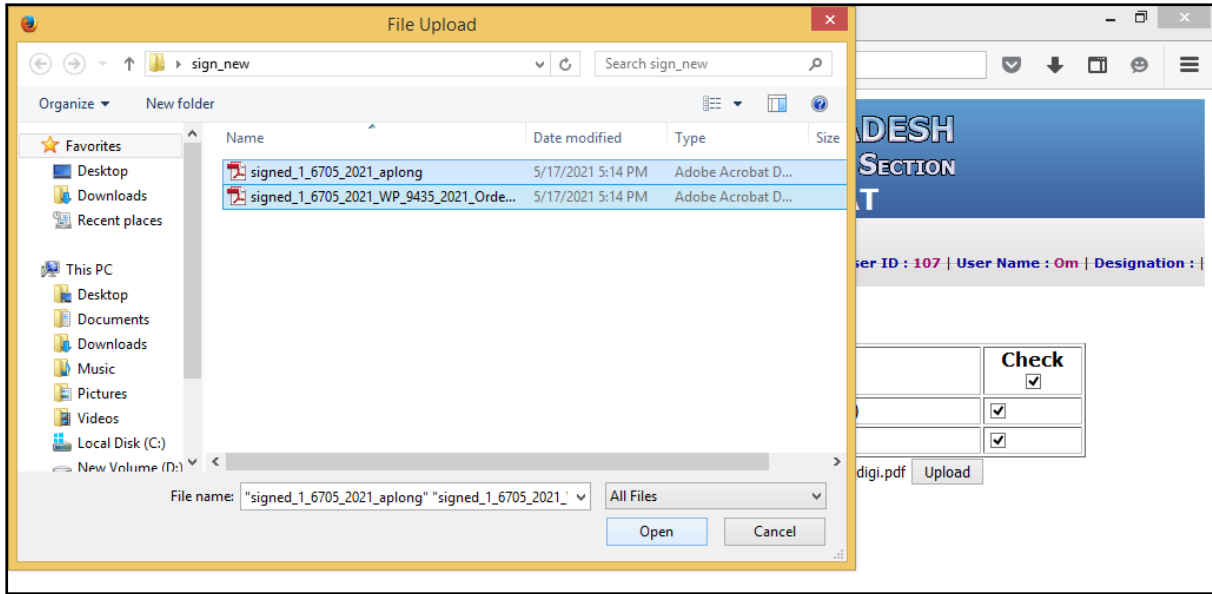 File Upload
sign_new
Search sign_new
Organize
New folder
Name
Date modified
Type
Size
Favorites
Desktop
Downloads
Recent places
This PC
Desktop
Documents
Downloads
Music
Pictures
Videos
Local Disk (C:)
New Volume (D:)
signed_1_6705_2021_aplong 5/17/2021 5:14 PM Adobe Acrobat D...
signed_1_6705_2021_WP_9435_2021_Orde... 5/17/2021 5:14 PM Adobe Acrobat D...
File name: "signed_1_6705_2021_aplong" "signed_1_6705_2021_
All Files
Open
Cancel
DESH
SECTION
T
ser ID : 107 | User Name : Om | Designation : |
Check
)
digi.pdf
Upload